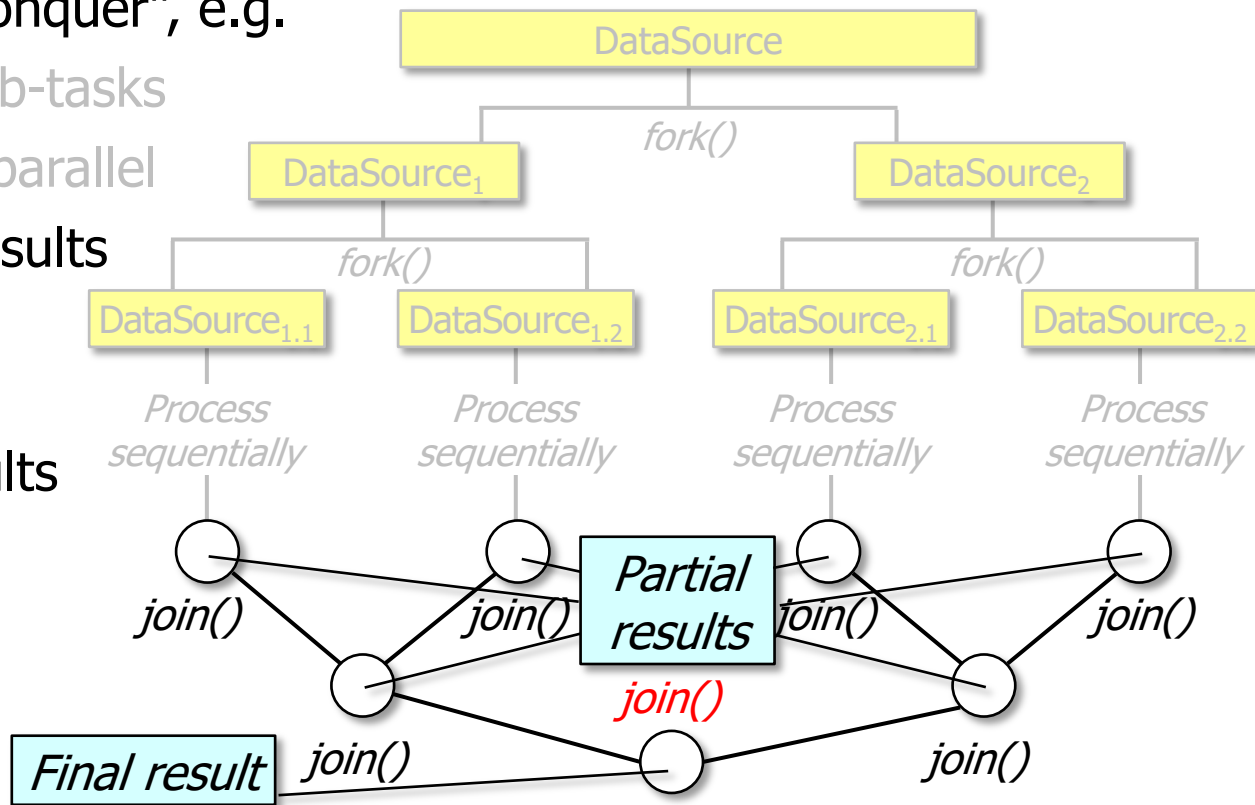 onquer", e.g.
b-tasks
parallel
sults
ults
DataSource
fork()
DataSource1
DataSource2
fork()
fork()
DataSource1.1
DataSource1.2
DataSource2.1
DataSource2.2
Process
sequentially
Process
sequentially
Process
sequentially
Process
sequentially
Partial
results
join()
join()
join()
join()
join()
join()
join()
Final result